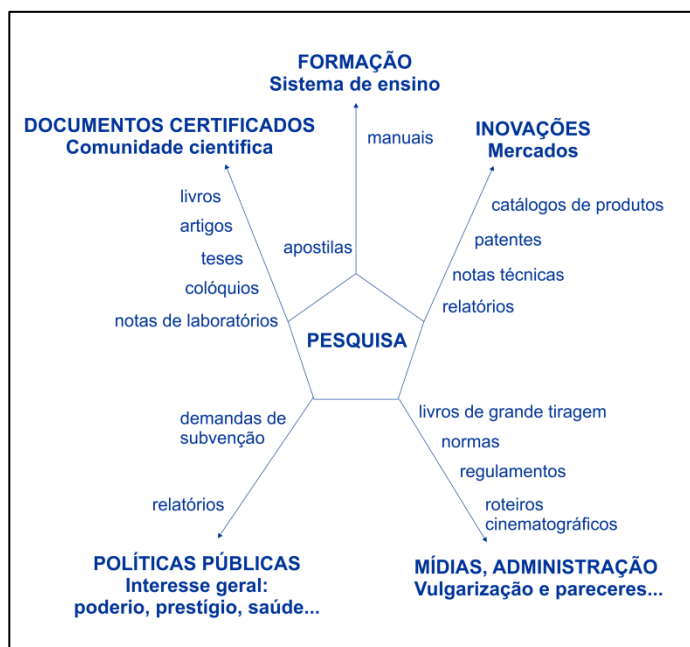 FORMAÇÃO
Sistema de ensino
DOCUMENTOS CERTIFICADOS
Comunidade cientifica
INOVAÇÕES
Mercados
manuais
apostilas
livros
artigos
teses
colóquios
notas de laboratórios
catálogos de produtos
patentes
notas técnicas
relatórios
PESQUISA
demandas de
subvenção
relatórios
livros de grande tiragem
normas
regulamentos
roteiros
cinematográficos
POLÍTICAS PÚBLICAS
Interesse geral:
poderio, prestígio, saúde...
MÍDIAS, ADMINISTRAÇÃO
Vulgarização e pareceres...